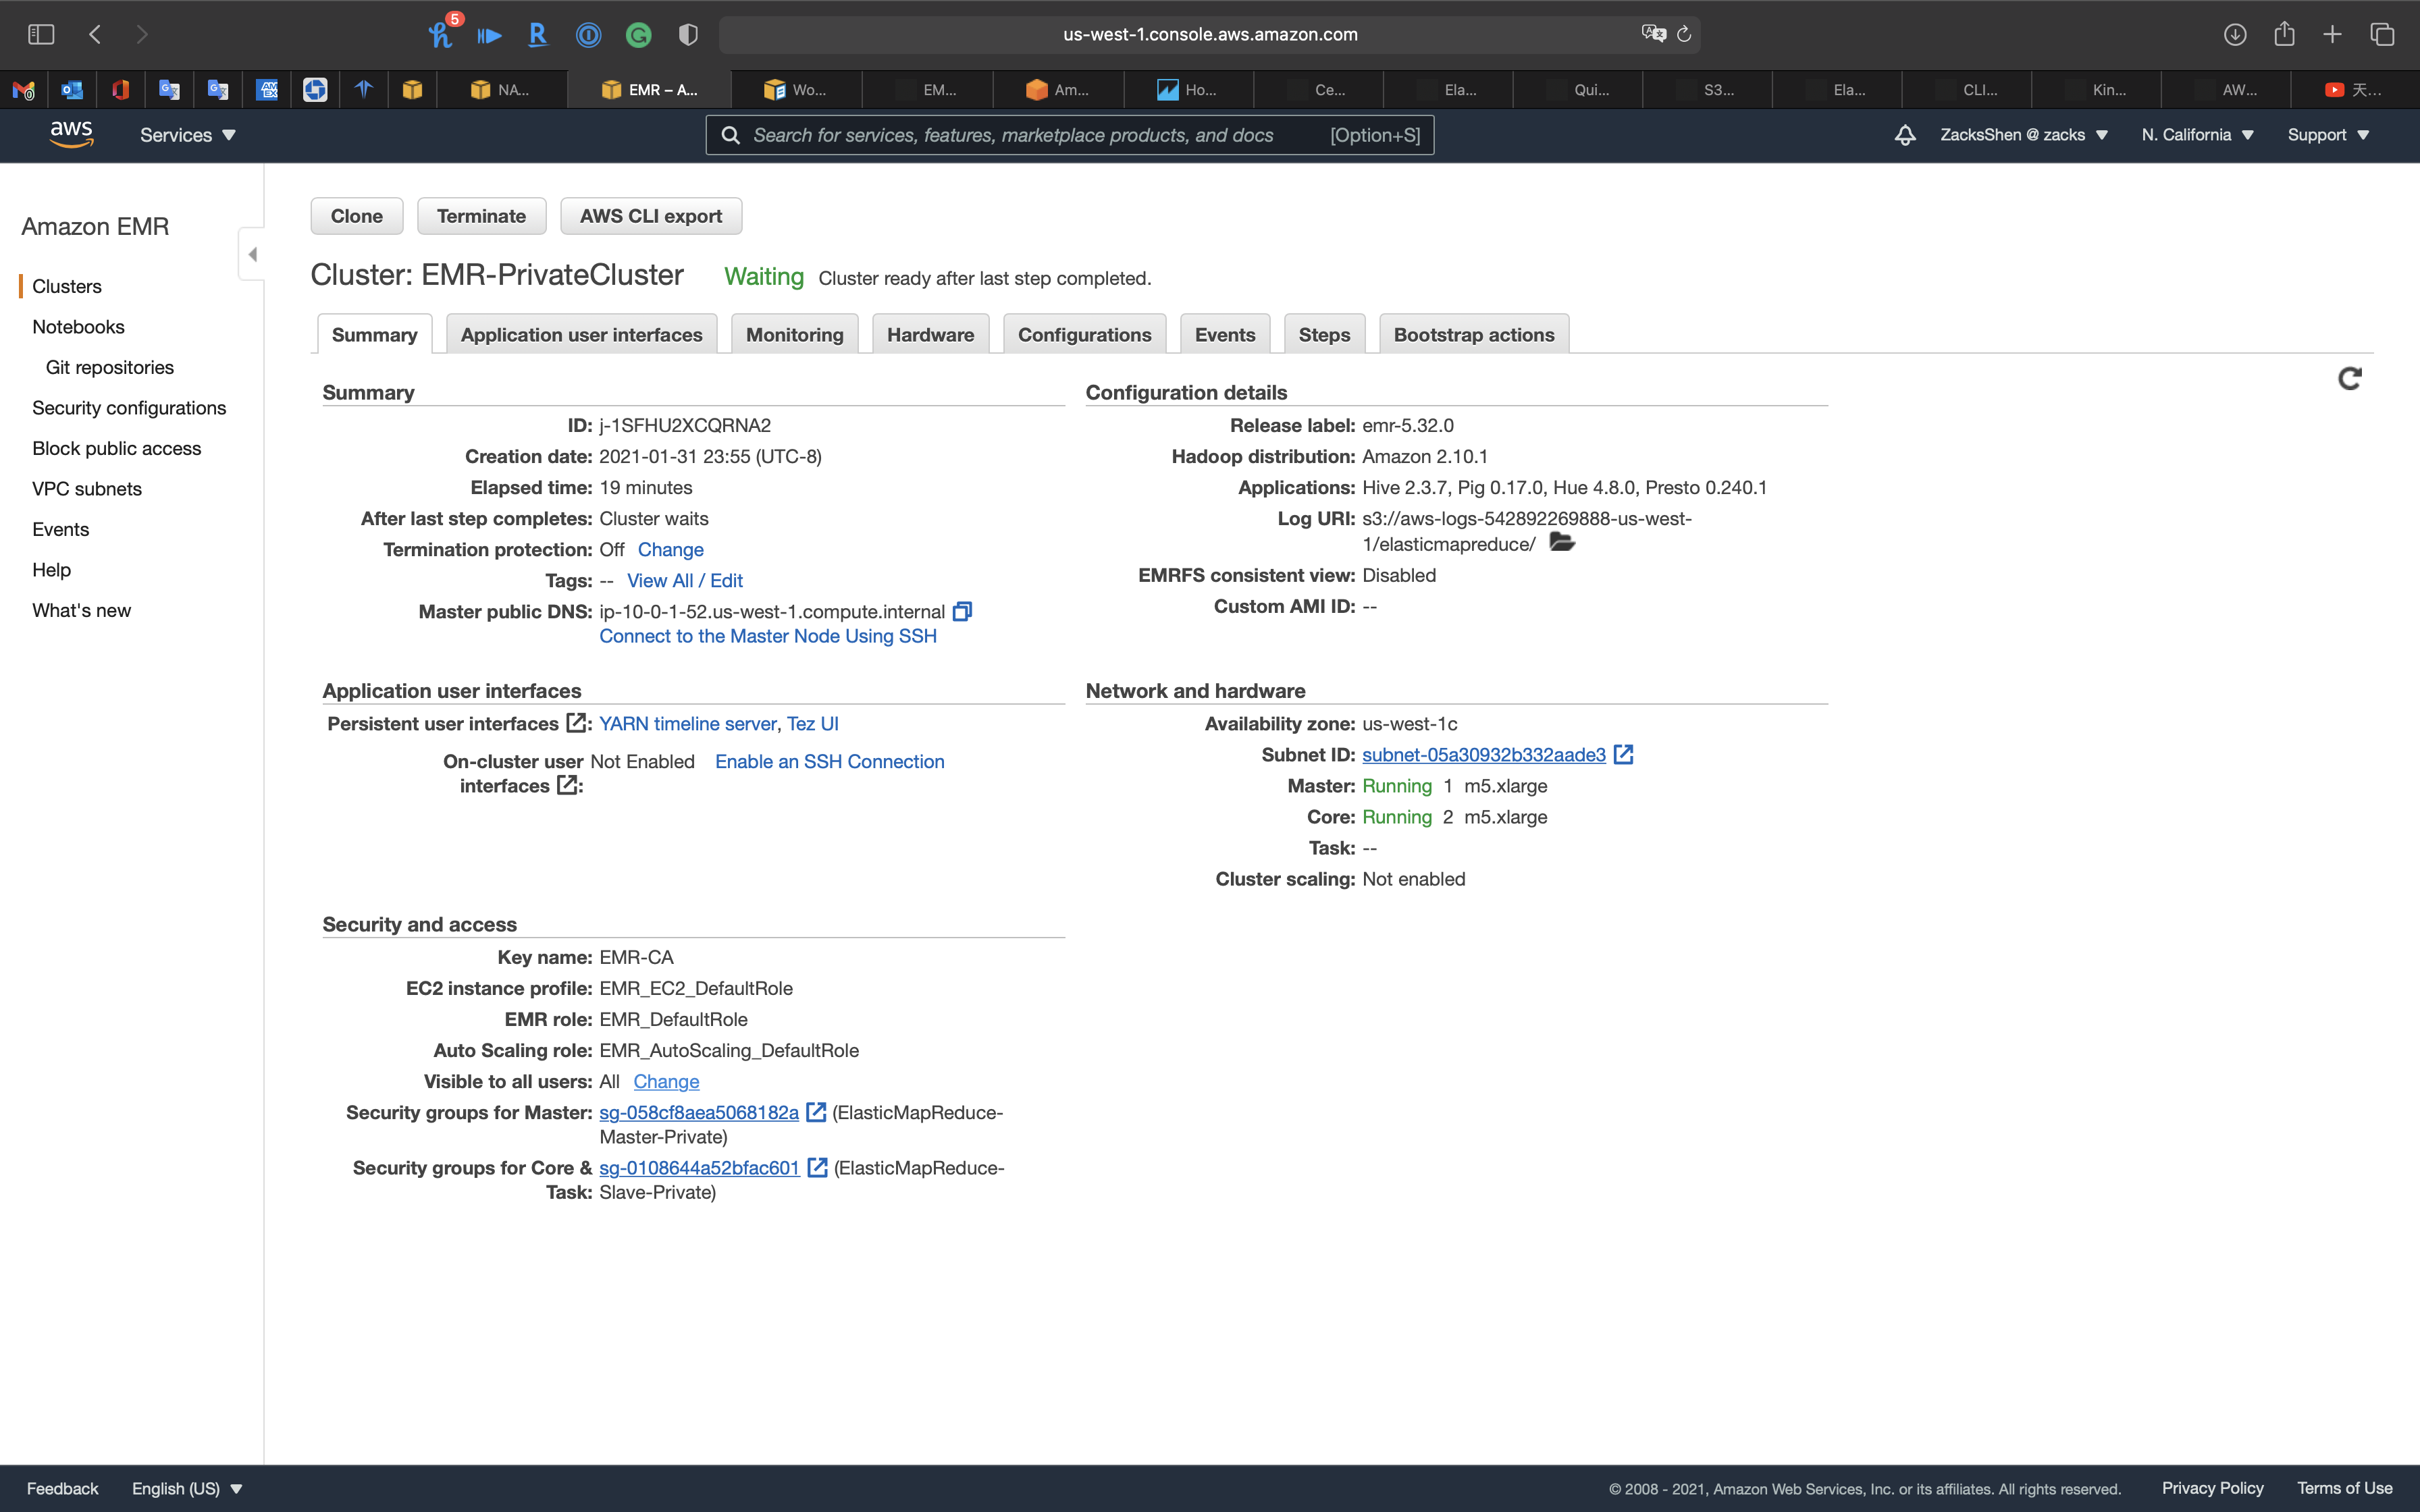 5
us-west-1.console.aws.amazon.com
NA...
EMR – A...
Wo...
EM...
Am...
Ho...
Ce...
Ela...
Qui...
S3...
Ela...
CLI...
Kin...
AW...
天...
aws
Services
Search for services, features, marketplace products, and docs
[Option+S]
ZacksShen @ zacks
N. California
Support
Amazon EMR
Clusters
Notebooks
Git repositories
Security configurations
Block public access
VPC subnets
Events
Help
What's new
Clone
Terminate
AWS CLI export
Cluster: EMR-PrivateCluster
Waiting
Cluster ready after last step completed.
Summary
Application user interfaces
Monitoring
Hardware
Configurations
Events
Steps
Bootstrap actions
Summary
ID: j-1SFHU2XCQRNA2
Creation date: 2021-01-31 23:55 (UTC-8)
Elapsed time: 19 minutes
After last step completes: Cluster waits
Termination protection: Off Change
Tags: -- View All / Edit
Master public DNS: ip-10-0-1-52.us-west-1.compute.internal
Connect to the Master Node Using SSH
Configuration details
Release label: emr-5.32.0
Hadoop distribution: Amazon 2.10.1
Applications: Hive 2.3.7, Pig 0.17.0, Hue 4.8.0, Presto 0.240.1
Log URI: s3://aws-logs-542892269888-us-west-
1/elasticmapreduce/
EMRFS consistent view: Disabled
Custom AMI ID: --
Application user interfaces
Persistent user interfaces : YARN timeline server, Tez UI
On-cluster user Not Enabled Enable an SSH Connection
interfaces :
Network and hardware
Availability zone: us-west-1c
Subnet ID: subnet-05a30932b332aade3
Master: Running 1 m5.xlarge
Core: Running 2 m5.xlarge
Task: --
Cluster scaling: Not enabled
Security and access
Key name: EMR-CA
EC2 instance profile: EMR_EC2_DefaultRole
EMR role: EMR_DefaultRole
Auto Scaling role: EMR_AutoScaling_DefaultRole
Visible to all users: All Change
Security groups for Master: sg-058cf8aea5068182a (ElasticMapReduce-
Master-Private)
Security groups for Core & sg-0108644a52bfac601 (ElasticMapReduce-
Task: Slave-Private)
Feedback
English (US)
© 2008 - 2021, Amazon Web Services, Inc. or its affiliates. All rights reserved.
Privacy Policy
Terms of Use